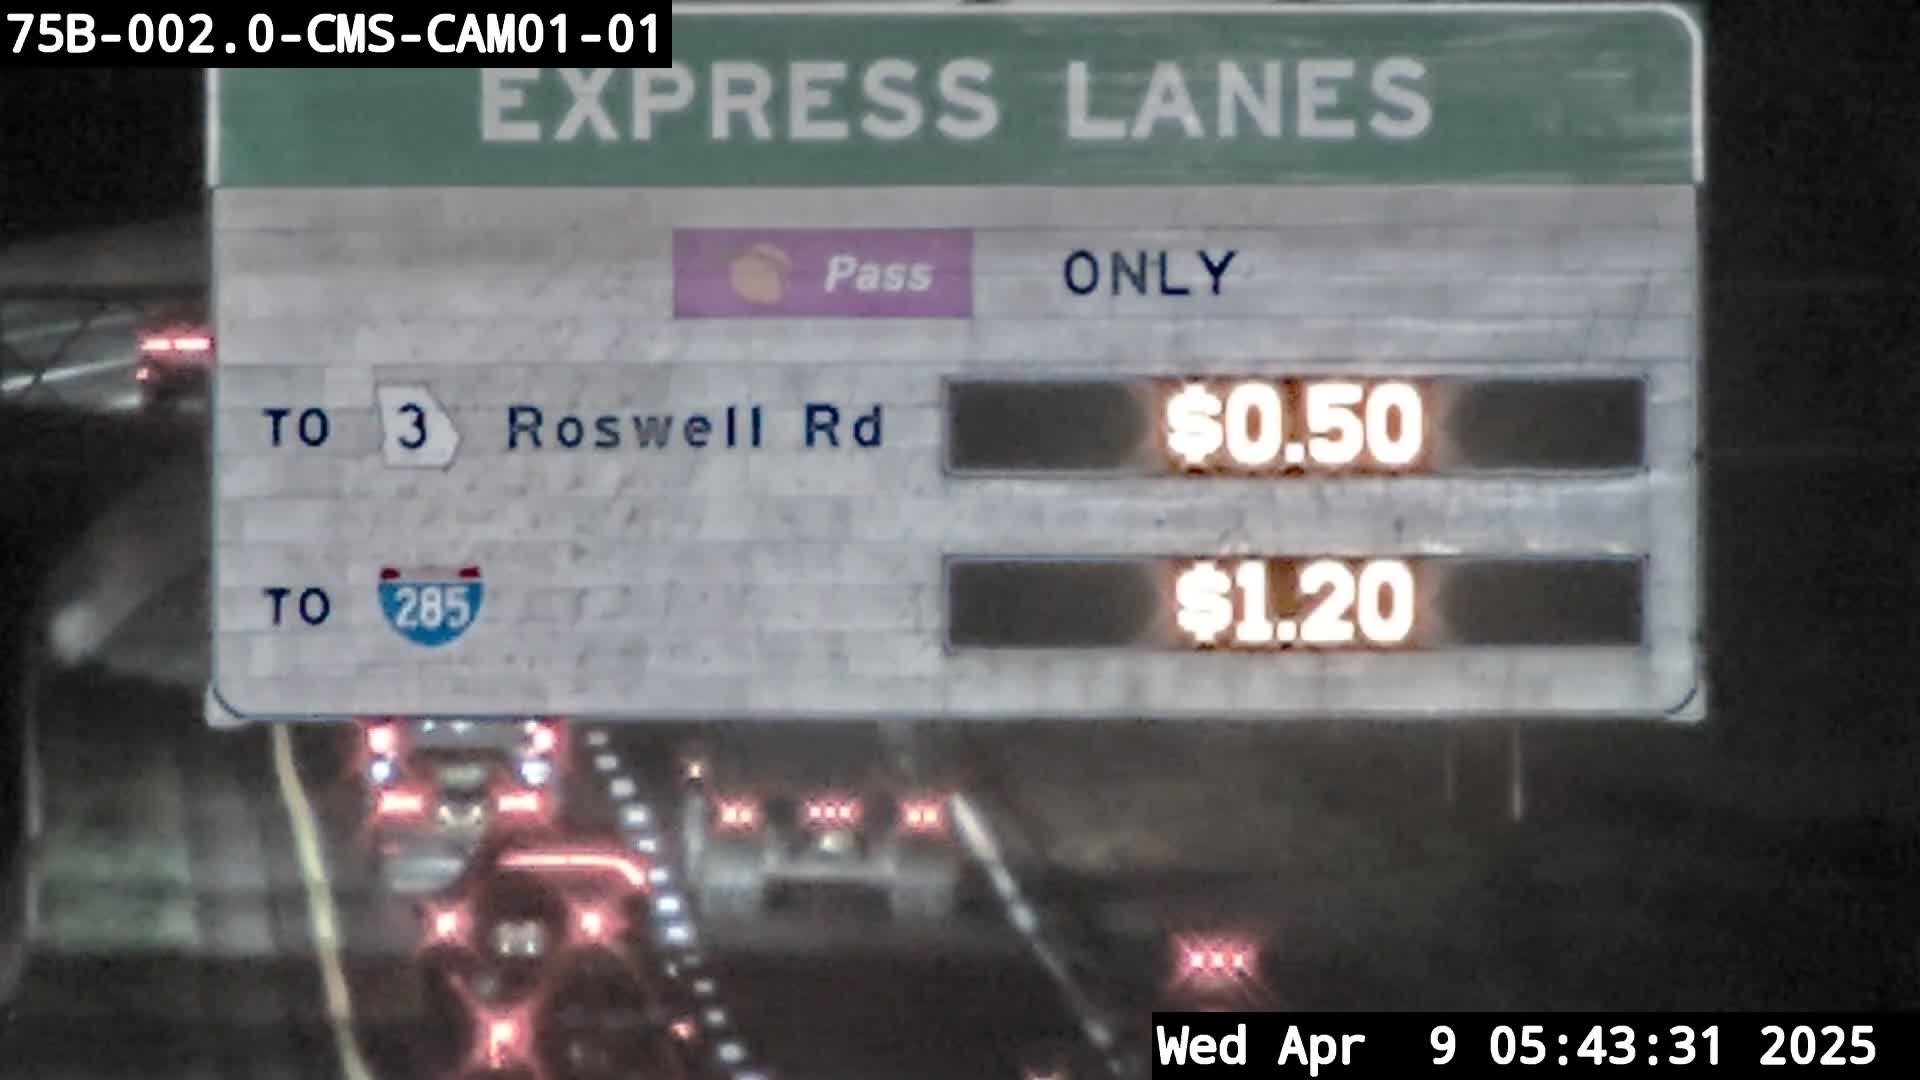 75B-002.0-CMS-CAM01-01
EXPRESS LANES
Pass ONLY
TO 3 Roswell Rd $0.50
TO 285 $1.20
Wed Apr 9 05:43:31 2025